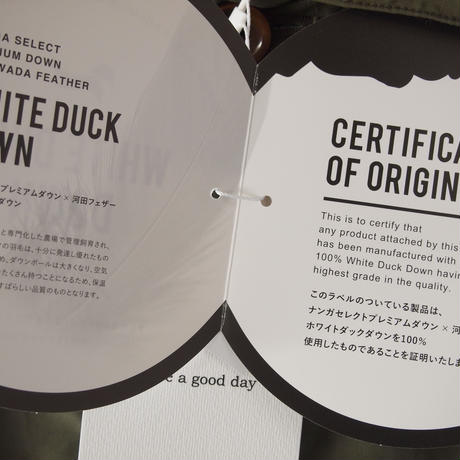 A SELECT
IUM DOWN
WADA FEATHER
HITE DUCK
WN
プレミアムダウン × 河田フェザー
ダウン
と専門化した農場で管理飼育され、
の羽毛は、十分に発達し優れたもの
め、ダウンボールは大きくなり、空気
たくさん持つことになるため、保温
すばらしい品質のものとなります。
CERTIFICA
OF ORIGIN
This is to certify that
any product attached by this
has been manufactured with
100% White Duck Down havin
highest grade in the quality.
このラベルのついている製品は、
ナンガセレクトプレミアムダウン × 河
ホワイトダックダウンを100%
使用したものであることを証明いたしま
e a good day